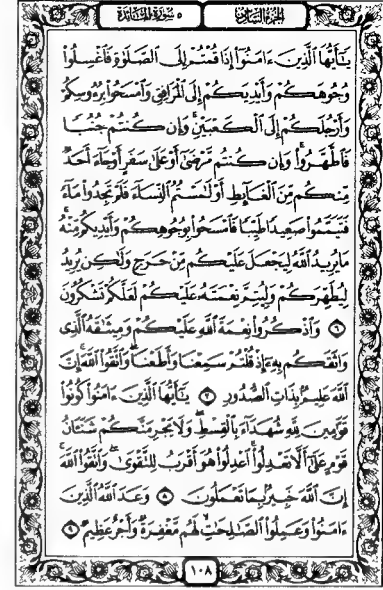 الجزء السادس
٥ سورة المائدة
يَٰٓأَيُّهَا ٱلَّذِينَ ءَامَنُوٓا۟ إِذَا قُمْتُمْ إِلَى ٱلصَّلَوٰةِ فَٱغْسِلُوا۟
وُجُوهَكُمْ وَأَيْدِيَكُمْ إِلَى ٱلْمَرَافِقِ وَٱمْسَحُوا۟ بِرُءُوسِكُمْ
وَأَرْجُلَكُمْ إِلَى ٱلْكَعْبَيْنِ ۚ وَإِن كُنتُمْ جُنُبًا
فَٱطَّهَّرُوا۟ ۚ وَإِن كُنتُم مَّرْضَىٰٓ أَوْ عَلَىٰ سَفَرٍ أَوْ جَآءَ أَحَدٌ
مِّنكُم مِّنَ ٱلْغَآئِطِ أَوْ لَٰمَسْتُمُ ٱلنِّسَآءَ فَلَمْ تَجِدُوا۟ مَآءً
فَتَيَمَّمُوا۟ صَعِيدًا طَيِّبًا فَٱمْسَحُوا۟ بِوُجُوهِكُمْ وَأَيْدِيكُم مِّنْهُ ۚ
مَا يُرِيدُ ٱللَّهُ لِيَجْعَلَ عَلَيْكُم مِّنْ حَرَجٍ وَلَٰكِن يُرِيدُ
لِيُطَهِّرَكُمْ وَلِيُتِمَّ نِعْمَتَهُۥ عَلَيْكُمْ لَعَلَّكُمْ تَشْكُرُونَ
٦ وَٱذْكُرُوا۟ نِعْمَةَ ٱللَّهِ عَلَيْكُمْ وَمِيثَٰقَهُ ٱلَّذِى
وَاثَقَكُم بِهِۦٓ إِذْ قُلْتُمْ سَمِعْنَا وَأَطَعْنَا ۖ وَٱتَّقُوا۟ ٱللَّهَ ۚ إِنَّ
ٱللَّهَ عَلِيمٌۢ بِذَاتِ ٱلصُّدُورِ ٧ يَٰٓأَيُّهَا ٱلَّذِينَ ءَامَنُوا۟ كُونُوا۟
قَوَّٰمِينَ لِلَّهِ شُهَدَآءَ بِٱلْقِسْطِ ۖ وَلَا يَجْرِمَنَّكُمْ شَنَـَٔانُ
قَوْمٍ عَلَىٰٓ أَلَّا تَعْدِلُوا۟ ۚ ٱعْدِلُوا۟ هُوَ أَقْرَبُ لِلتَّقْوَىٰ ۖ وَٱتَّقُوا۟ ٱللَّهَ ۚ
إِنَّ ٱللَّهَ خَبِيرٌۢ بِمَا تَعْمَلُونَ ٨ وَعَدَ ٱللَّهُ ٱلَّذِينَ
ءَامَنُوا۟ وَعَمِلُوا۟ ٱلصَّٰلِحَٰتِ ۙ لَهُم مَّغْفِرَةٌ وَأَجْرٌ عَظِيمٌ ٩
١٠٨